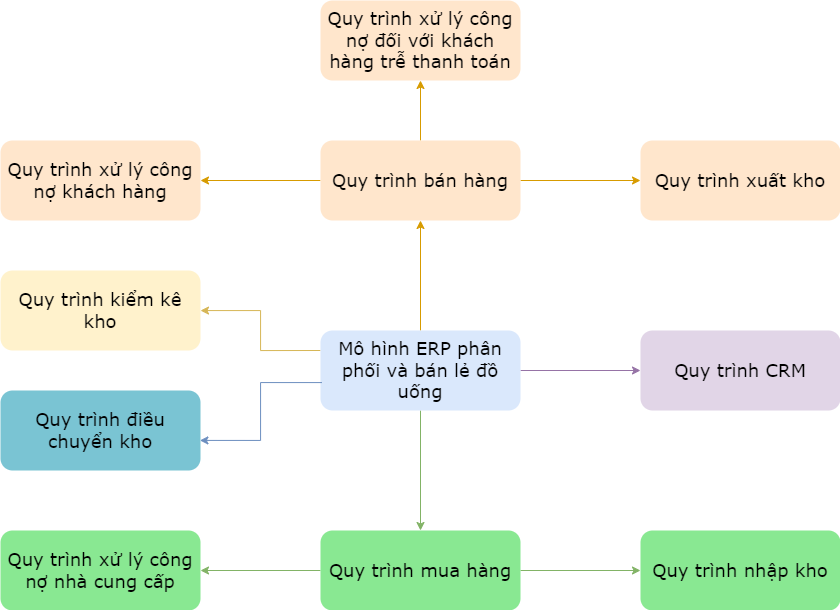 Quy trình xử lý công
nợ đối với khách
hàng trễ thanh toán
Quy trình xử lý công
nợ khách hàng
Quy trình bán hàng
Quy trình xuất kho
Quy trình kiểm kê
kho
Mô hình ERP phân
phối và bán lẻ đồ
uống
Quy trình CRM
Quy trình điều
chuyển kho
Quy trình xử lý công
nợ nhà cung cấp
Quy trình mua hàng
Quy trình nhập kho